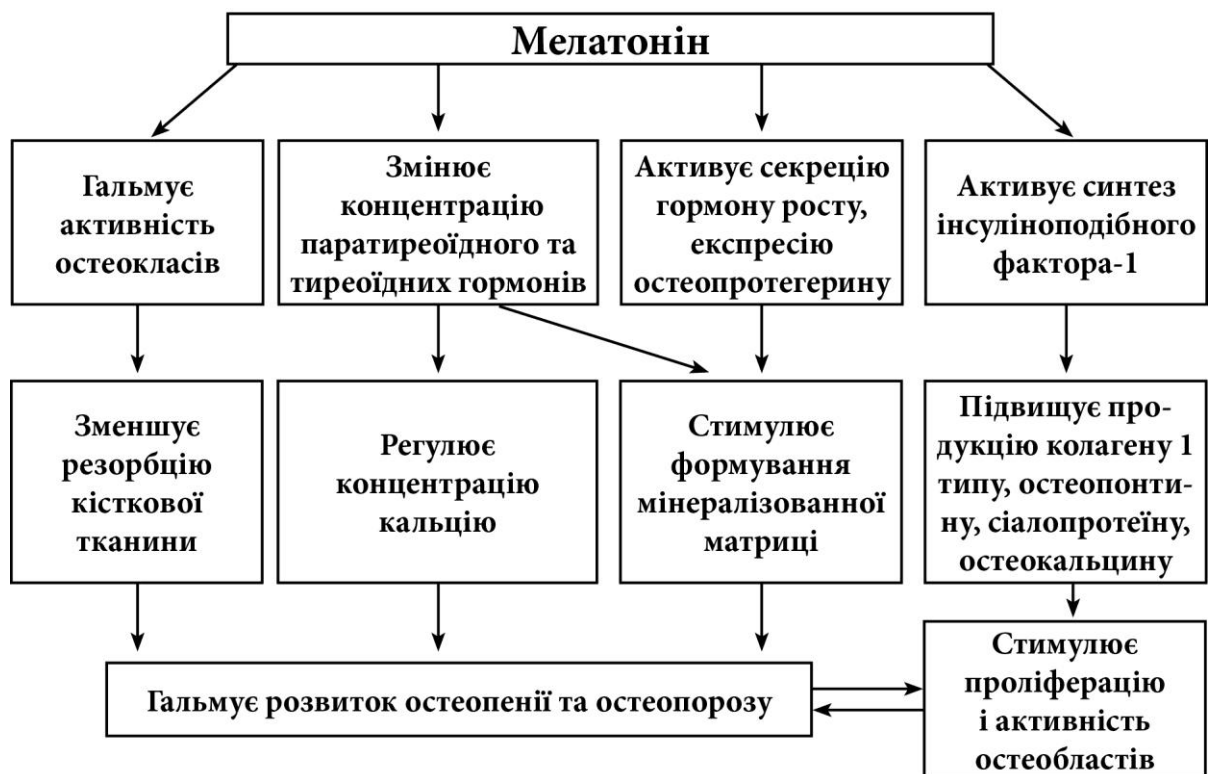 Мелатонін
Гальмує
активність
остеокласів
Змінює
концентрацію
паратиреоїдного та
тиреоїдних гормонів
Активує секрецію
гормону росту,
експресію
остеопротегерину
Активує синтез
інсуліноподібного
фактора-1
Зменшує
резорбцію
кісткової
тканини
Регулює
концентрацію
кальцію
Стимулює
формування
мінералізованної
матриці
Підвищує про-
дукцію колагену 1
типу, остеопонти-
ну, сіалопротеїну,
остеокальцину
Гальмує розвиток остеопенії та остеопорозу
Стимулює
проліферацію
і активність
остеобластів